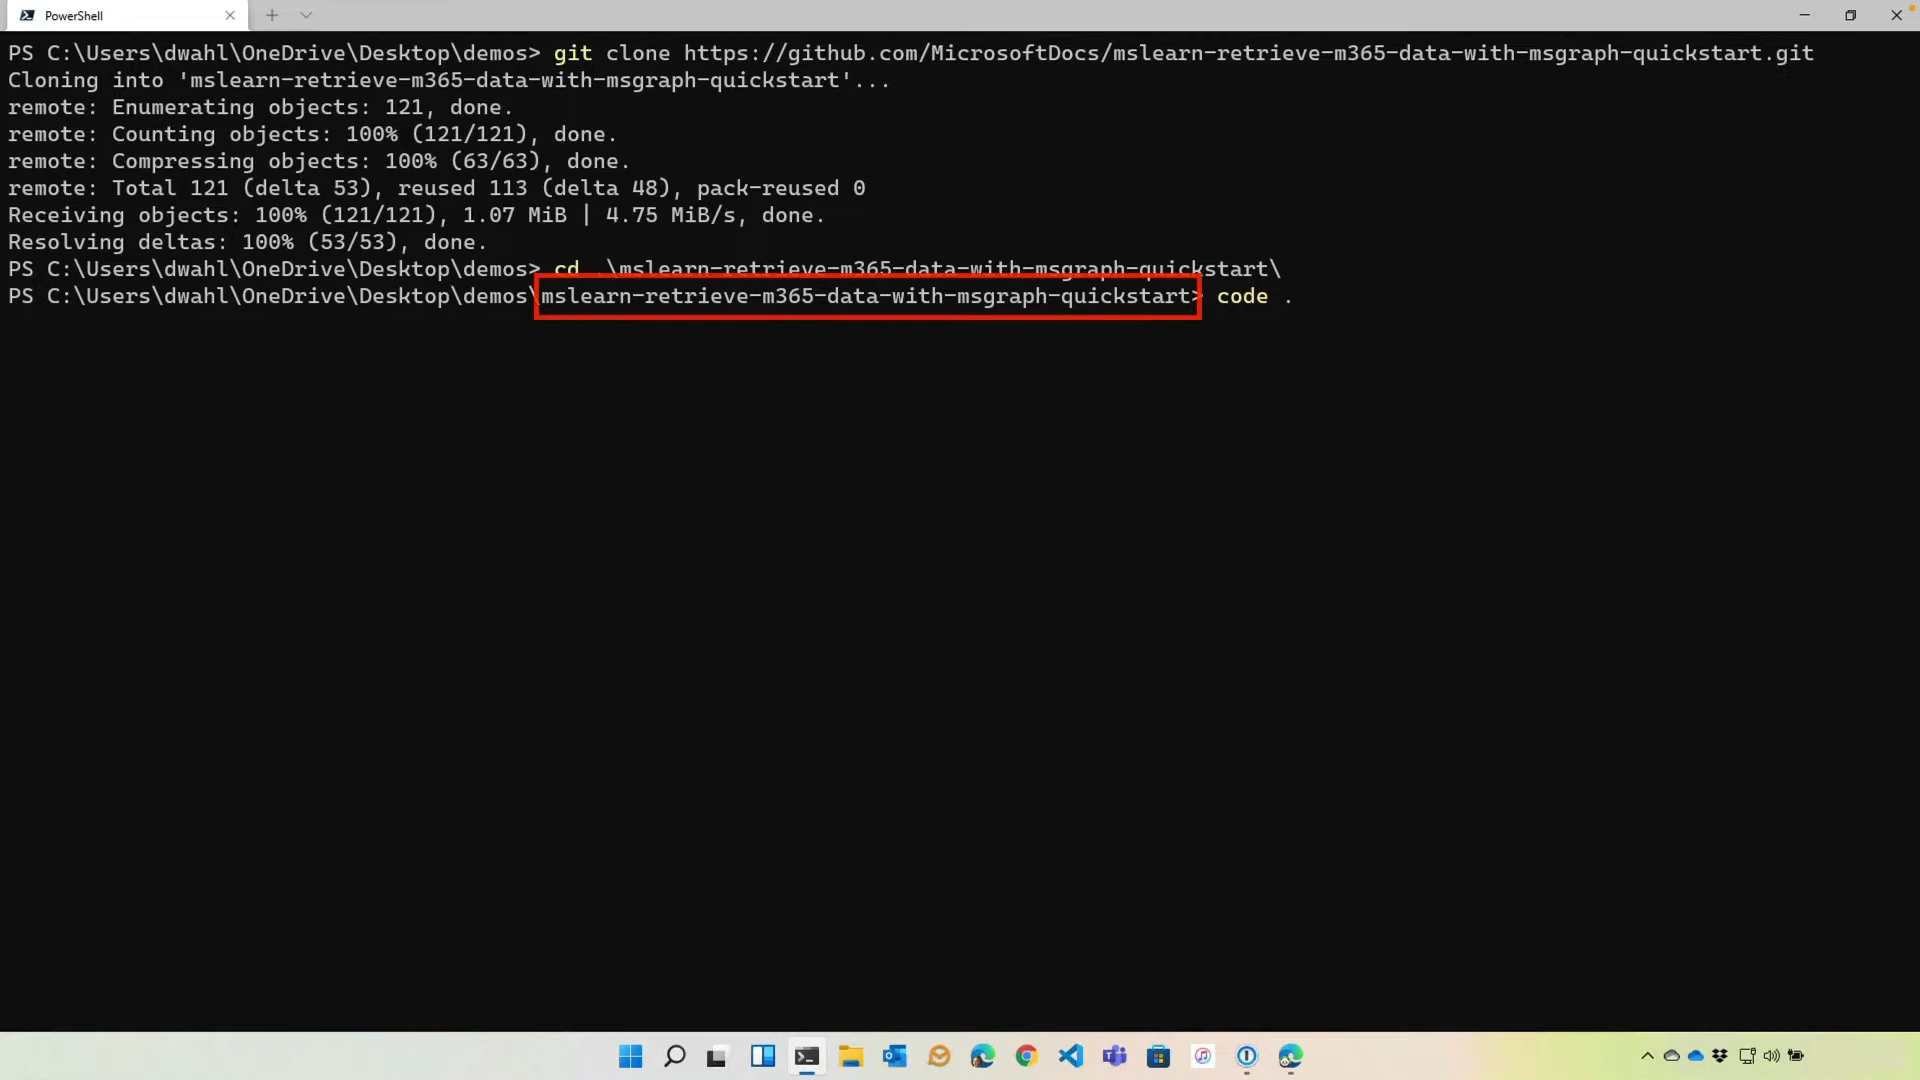 PowerShell
PS C:\Users\dwahl\OneDrive\Desktop\demos> git clone https://github.com/MicrosoftDocs/mslearn-retrieve-m365-data-with-msgraph-quickstart.git
Cloning into 'mslearn-retrieve-m365-data-with-msgraph-quickstart'...
remote: Enumerating objects: 121, done.
remote: Counting objects: 100% (121/121), done.
remote: Compressing objects: 100% (63/63), done.
remote: Total 121 (delta 53), reused 113 (delta 48), pack-reused 0
Receiving objects: 100% (121/121), 1.07 MiB | 4.75 MiB/s, done.
Resolving deltas: 100% (53/53), done.
PS C:\Users\dwahl\OneDrive\Desktop\demos> cd .\mslearn-retrieve-m365-data-with-msgraph-quickstart\
PS C:\Users\dwahl\OneDrive\Desktop\demos\mslearn-retrieve-m365-data-with-msgraph-quickstart> code .